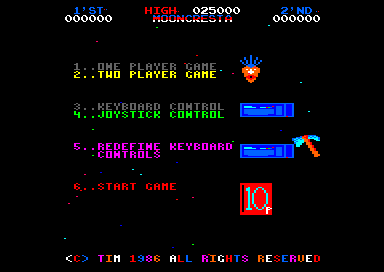 1'ST HIGH 025000 2'ND
000000 MOONCRESTA 000000
1..ONE PLAYER GAME
2..TWO PLAYER GAME
3..KEYBOARD CONTROL
4..JOYSTICK CONTROL
5..REDEFINE KEYBOARD
CONTROLS
6..START GAME
10P
<C> TIM 1986 ALL RIGHTS RESERVED